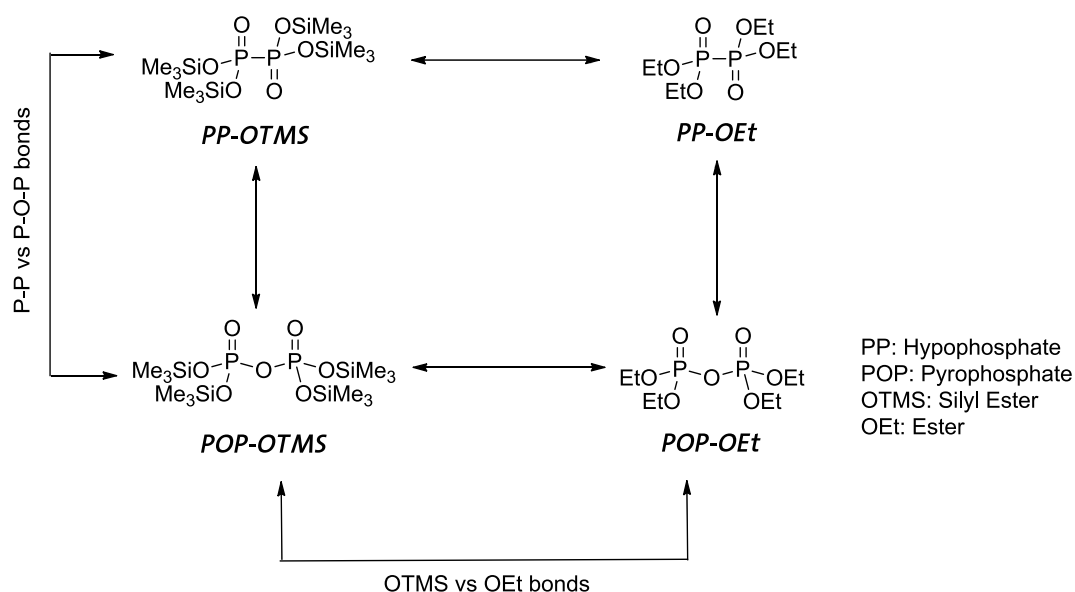 O OSiMe3
Me3SiO P P OSiMe3
Me3SiO O
PP-OTMS
O OEt
EtO P P OEt
EtO O
PP-OEt
P-P vs P-O-P bonds
O O
Me3SiO P O P OSiMe3
Me3SiO OSiMe3
POP-OTMS
O O
EtO P O P OEt
EtO OEt
POP-OEt
PP: Hypophosphate
POP: Pyrophosphate
OTMS: Silyl Ester
OEt: Ester
OTMS vs OEt bonds